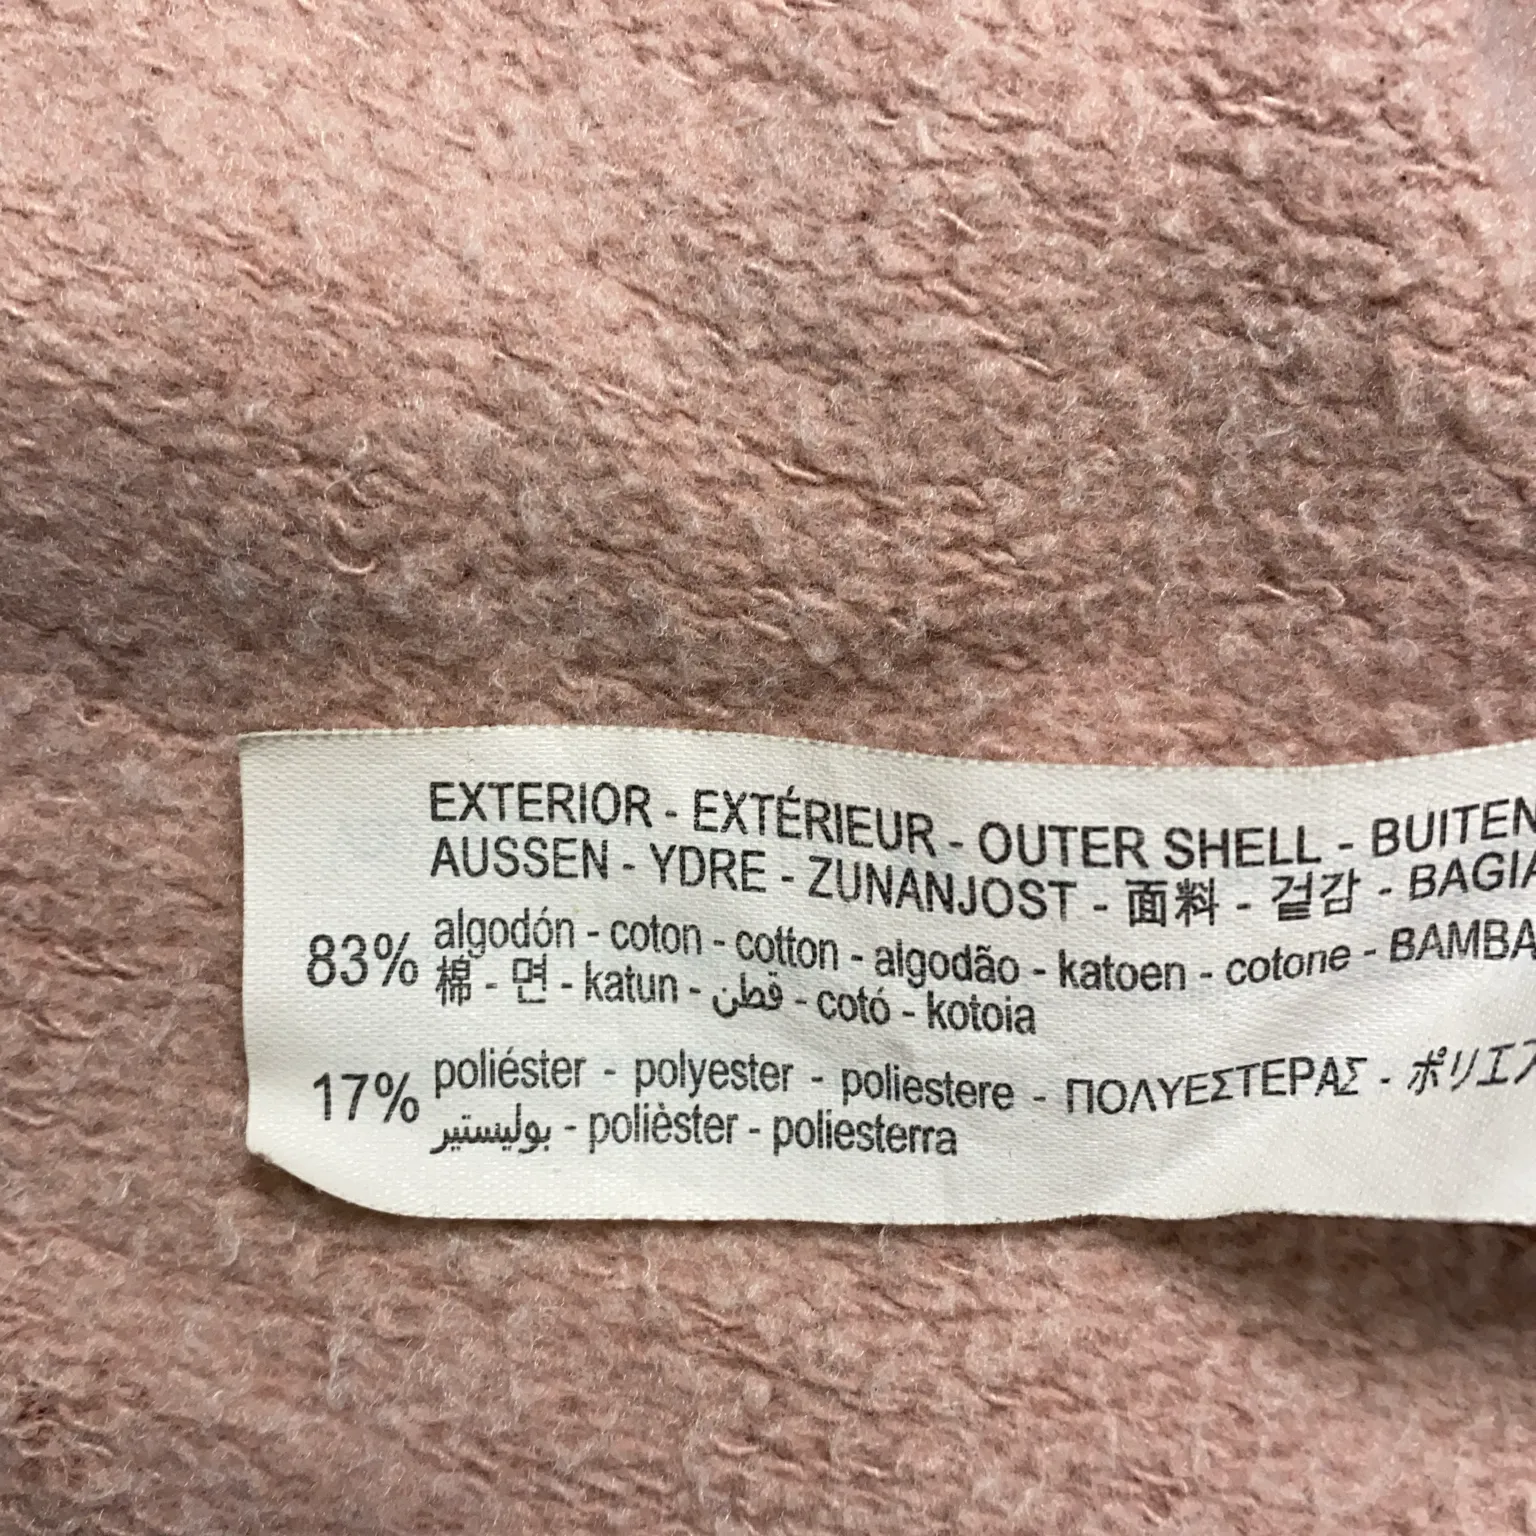 EXTERIOR - EXTÉRIEUR - OUTER SHELL - BUITEN
AUSSEN - YDRE - ZUNANJOST - 面料 - 겉감 - BAGIA
83% algodón - coton - cotton - algodão - katoen - cotone - BAMBA
棉 - 면 - katun - قطن - cotó - kotoia
17% poliéster - polyester - poliestere - ΠΟΛΥΕΣΤΕΡΑΣ - ポリエス
بوليستير - polièster - poliesterra